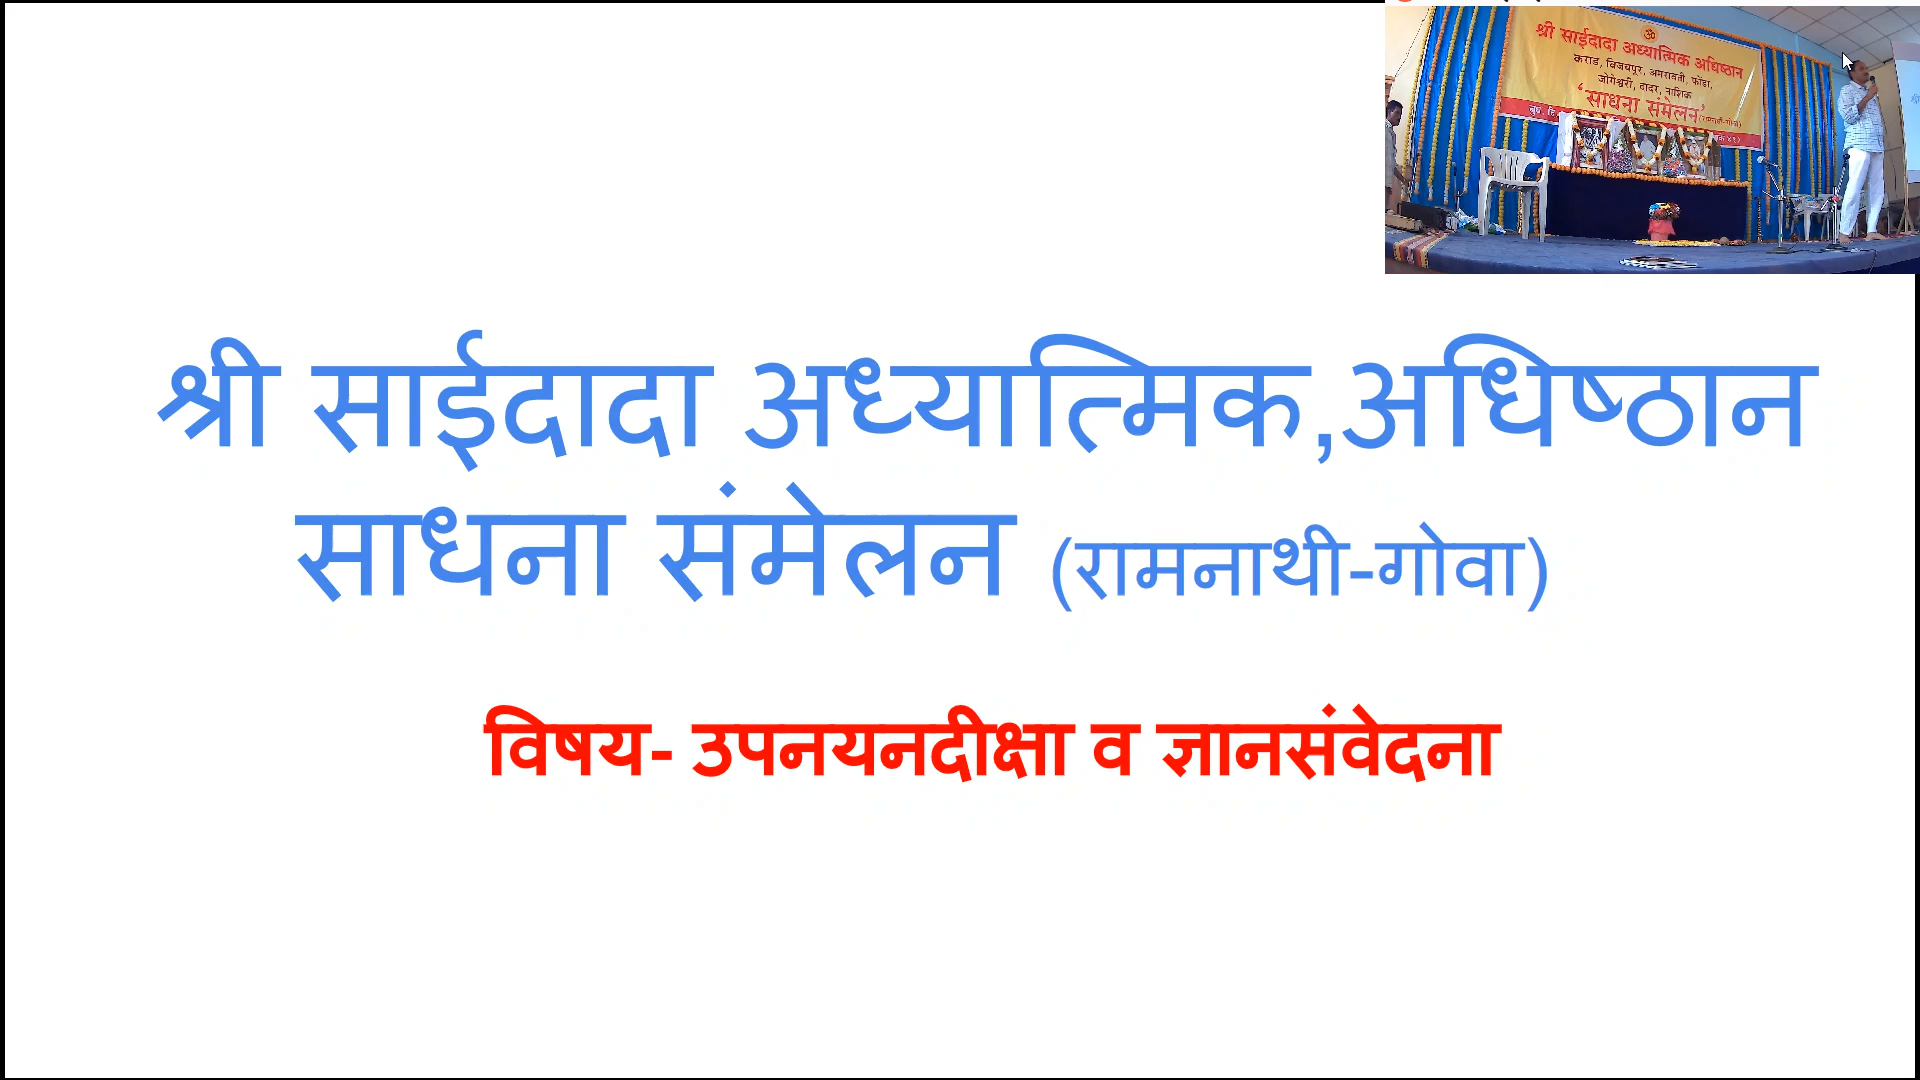 श्री साईदादा अध्यात्मिक अधिष्ठान
कराड, विजयपूर, अमरावती, फोंडा,
जोगेश्वरी, दादर, नाशिक
‘साधना संमेलन’ (रामनाथी-गोवा)
श्री साईदादा अध्यात्मिक,अधिष्ठान
साधना संमेलन (रामनाथी-गोवा)
विषय- उपनयनदीक्षा व ज्ञानसंवेदना